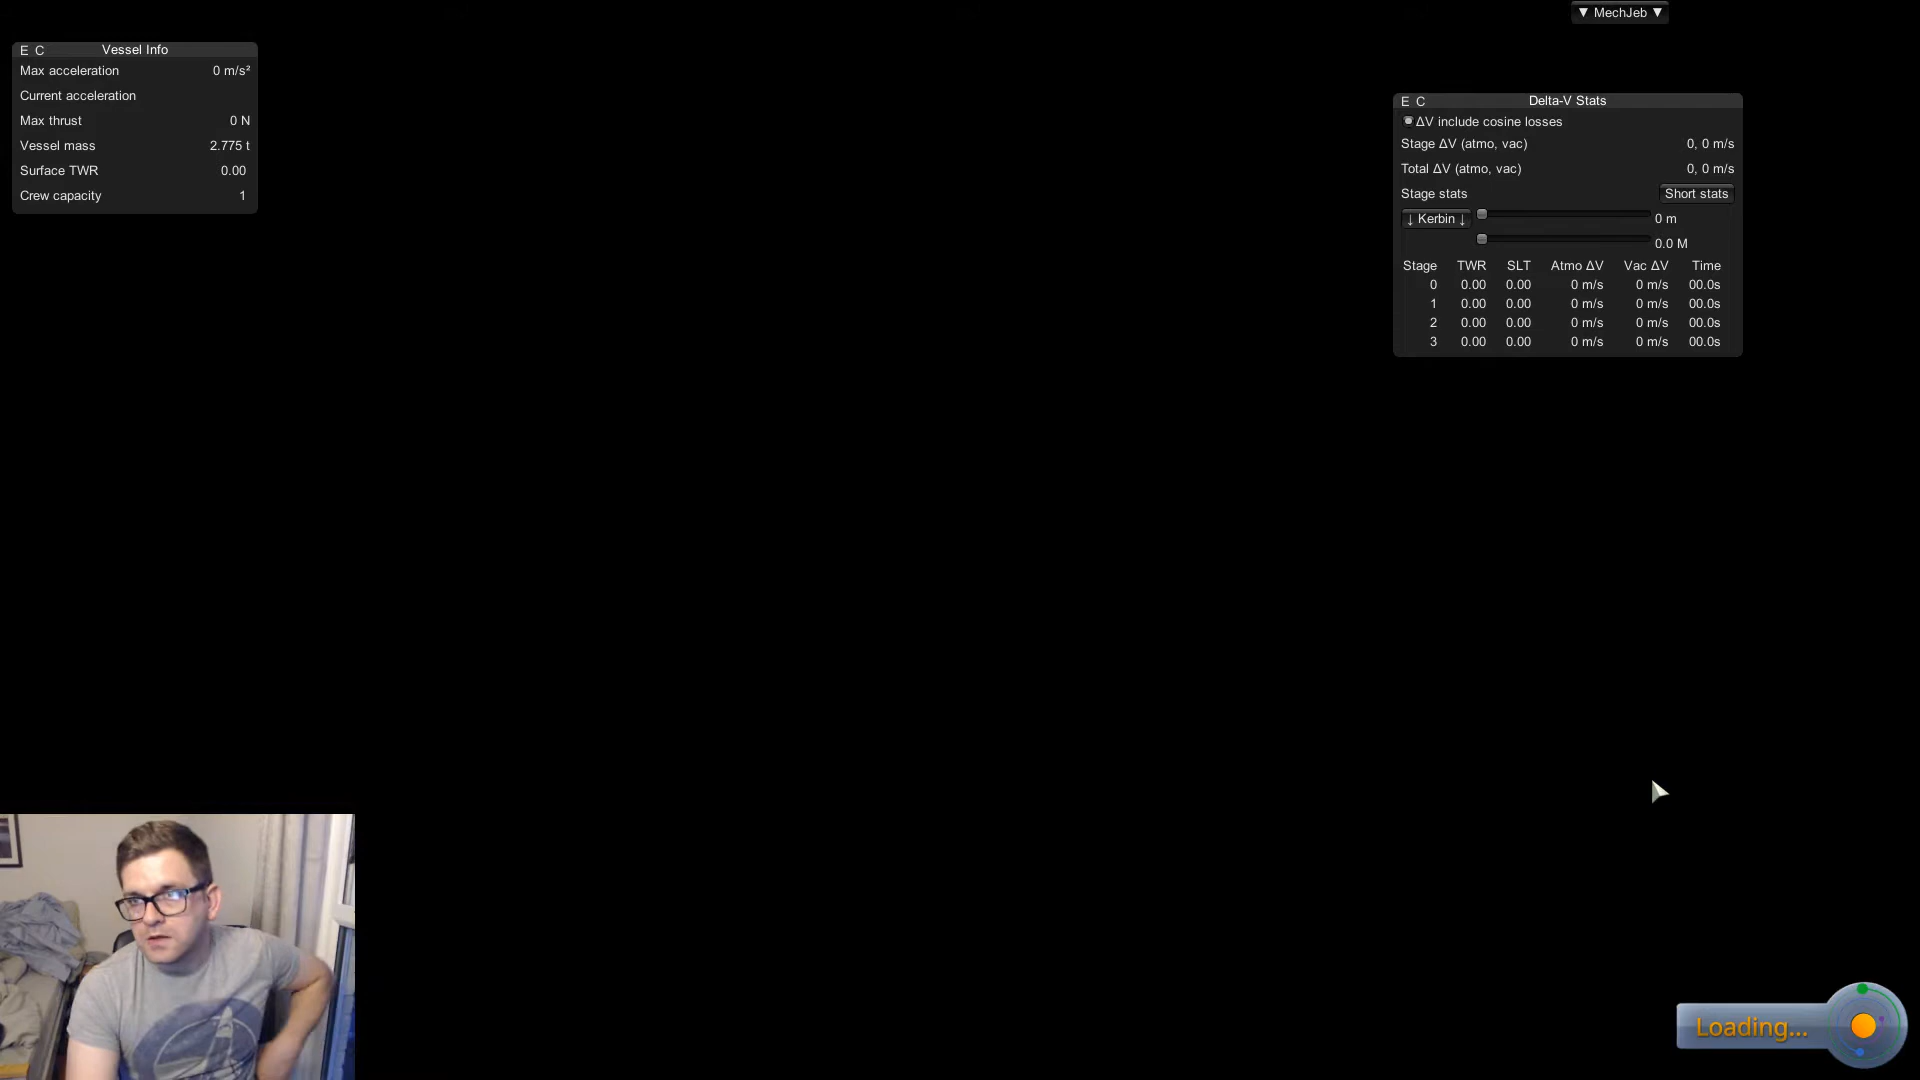 ▼ MechJeb ▼
E C Vessel Info
Max acceleration 0 m/s²
Current acceleration
Max thrust 0 N
Vessel mass 2.775 t
Surface TWR 0.00
Crew capacity 1
E C Delta-V Stats
ΔV include cosine losses
Stage ΔV (atmo, vac) 0, 0 m/s
Total ΔV (atmo, vac) 0, 0 m/s
Stage stats Short stats
↓ Kerbin ↓ 0 m
0.0 M
Stage TWR SLT Atmo ΔV Vac ΔV Time
0 0.00 0.00 0 m/s 0 m/s 00.0s
1 0.00 0.00 0 m/s 0 m/s 00.0s
2 0.00 0.00 0 m/s 0 m/s 00.0s
3 0.00 0.00 0 m/s 0 m/s 00.0s
Loading...